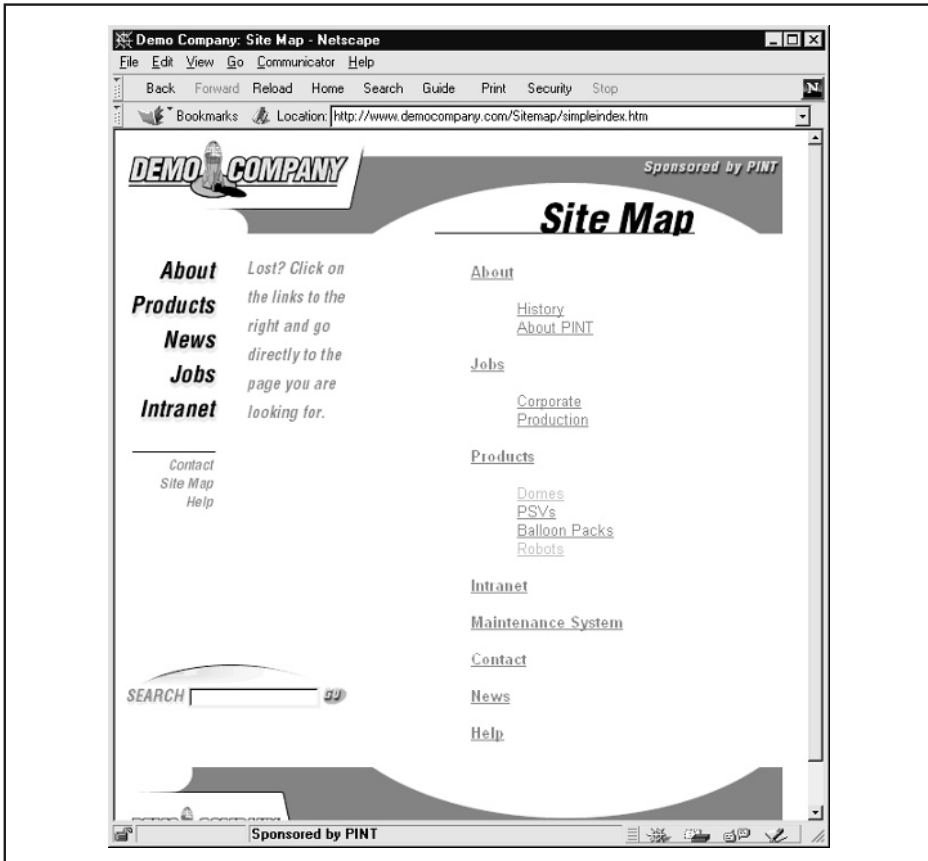 Demo Company: Site Map - Netscape
File Edit View Go Communicator Help
Back Forward Reload Home Search Guide Print Security Stop
N
Bookmarks Location: http://www.democompany.com/Sitemap/simpleindex.htm
DEMO COMPANY
Sponsored by PINT
Site Map
About
Products
News
Jobs
Intranet
Contact
Site Map
Help
Lost? Click on
the links to the
right and go
directly to the
page you are
looking for.
About
History
About PINT
Jobs
Corporate
Production
Products
Domes
PSVs
Balloon Packs
Robots
Intranet
Maintenance System
Contact
News
Help
SEARCH GO
Sponsored by PINT